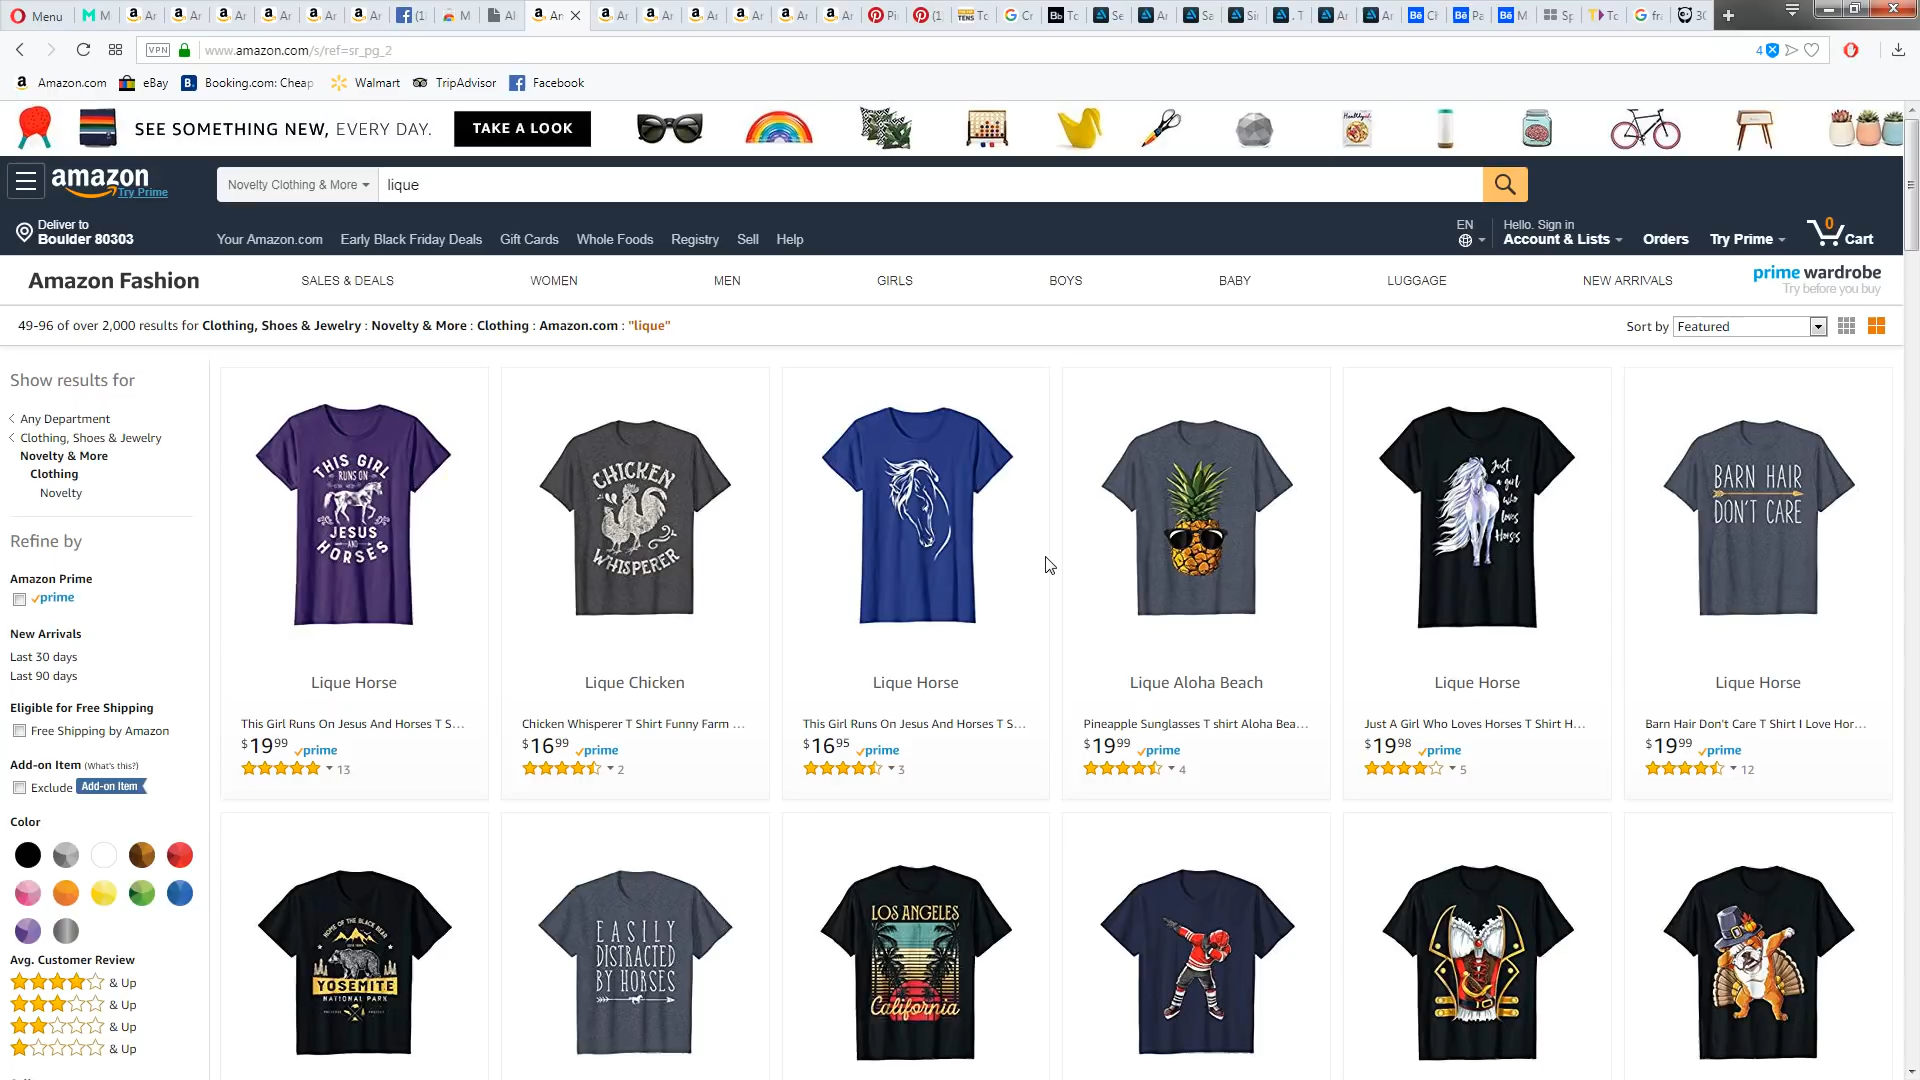 Menu
VPN www.amazon.com/s/ref=sr_pg_2 4
Amazon.com eBay Booking.com: Cheap Walmart TripAdvisor Facebook
SEE SOMETHING NEW, EVERY DAY. TAKE A LOOK
amazon
Try Prime
Novelty Clothing & More lique
Deliver to
Boulder 80303
Your Amazon.com Early Black Friday Deals Gift Cards Whole Foods Registry Sell Help
EN Hello. Sign in
Account & Lists Orders Try Prime 0 Cart
Amazon Fashion SALES & DEALS WOMEN MEN GIRLS BOYS BABY LUGGAGE NEW ARRIVALS
prime wardrobe
Try before you buy
49-96 of over 2,000 results for Clothing, Shoes & Jewelry : Novelty & More : Clothing : Amazon.com : "lique"
Sort by Featured
Show results for
Any Department
Clothing, Shoes & Jewelry
Novelty & More
Clothing
Novelty
Refine by
Amazon Prime
prime
New Arrivals
Last 30 days
Last 90 days
Eligible for Free Shipping
Free Shipping by Amazon
Add-on Item (What's this?)
Exclude Add-on Item
Color
Avg. Customer Review
& Up
& Up
& Up
& Up
THIS GIRL
RUNS ON
JESUS
AND
HORSES
CHICKEN
WHISPERER
Just
a girl
who
loves
Horses
BARN HAIR
DON'T CARE
Lique Horse Lique Chicken Lique Horse Lique Aloha Beach Lique Horse Lique Horse
This Girl Runs On Jesus And Horses T S... Chicken Whisperer T Shirt Funny Farm ... This Girl Runs On Jesus And Horses T S... Pineapple Sunglasses T shirt Aloha Bea... Just A Girl Who Loves Horses T Shirt H... Barn Hair Don't Care T Shirt I Love Hor...
$19.99 prime $16.99 prime $16.95 prime $19.99 prime $19.98 prime $19.99 prime
13 2 3 4 5 12
HOME OF THE BLACK BEAR
YOSEMITE
NATIONAL PARK
EASILY
DISTRACTED
BY HORSES
LOS ANGELES
California